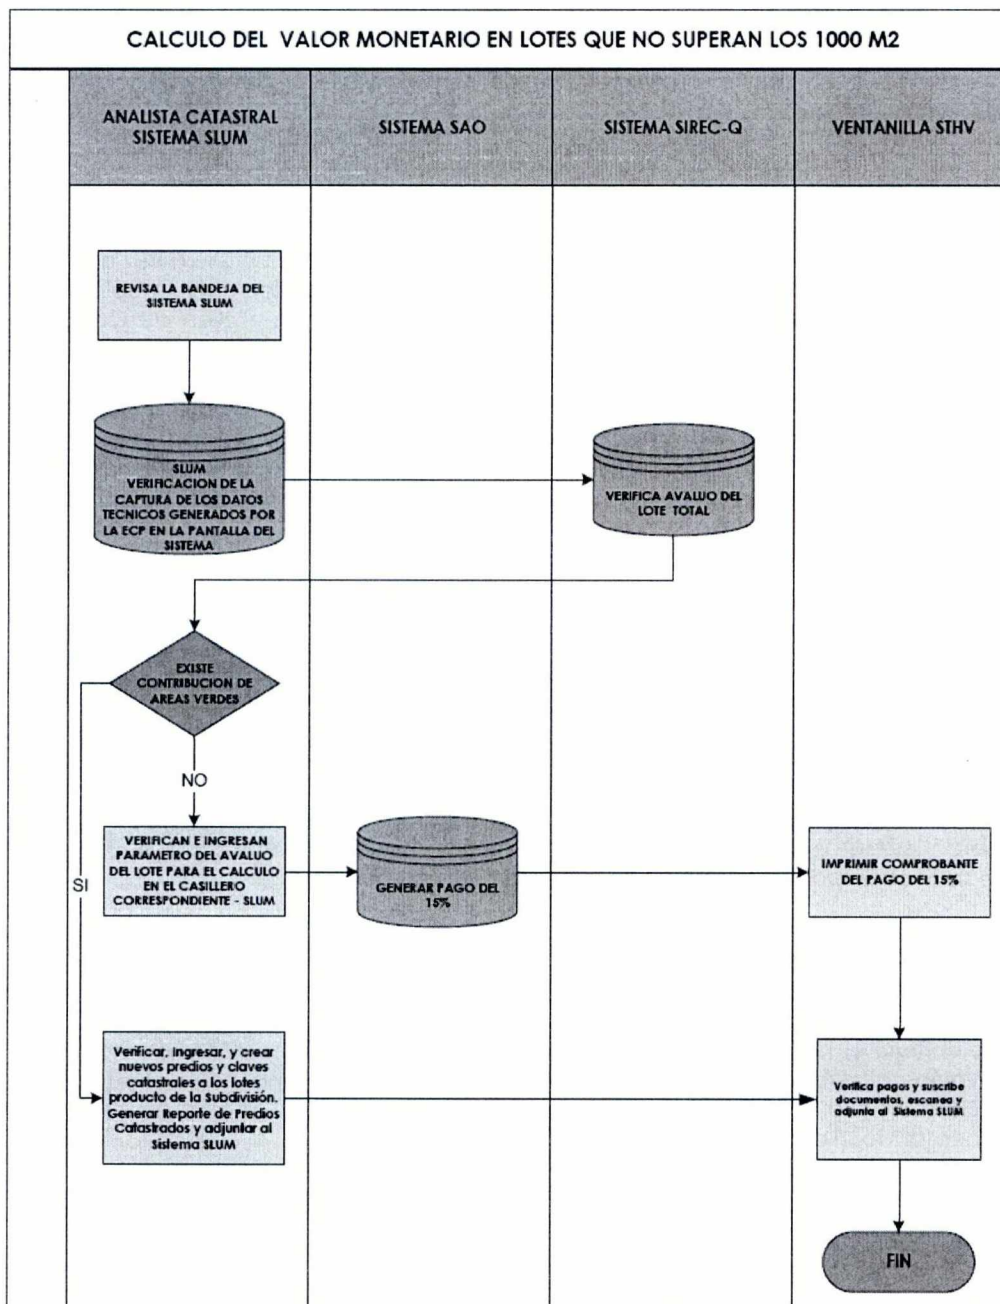 CALCULO DEL VALOR MONETARIO EN LOTES QUE NO SUPERAN LOS 1000 M2
ANALISTA CATASTRAL
SISTEMA SLUM
SISTEMA SAO
SISTEMA SIREC-Q
VENTANILLA STHV
REVISA LA BANDEJA DEL
SISTEMA SLUM
SLUM
VERIFICACION DE LA
CAPTURA DE LOS DATOS
TECNICOS GENERADOS POR
LA ECP EN LA PANTALLA DEL
SISTEMA
VERIFICA AVALUO DEL
LOTE TOTAL
EXISTE
CONTRIBUCION DE
AREAS VERDES
NO
SI
VERIFICAN E INGRESAN
PARAMETRO DEL AVALUO
DEL LOTE PARA EL CALCULO
EN EL CASILLERO
CORRESPONDIENTE - SLUM
GENERAR PAGO DEL
15%
IMPRIMIR COMPROBANTE
DEL PAGO DEL 15%
Verificar, Ingresar, y crear
nuevos predios y claves
catastrales a los lotes
producto de la Subdivisión.
Generar Reporte de Predios
Catastrados y adjuntar al
Sistema SLUM
Verifica pagos y suscribe
documentos, escanea y
adjunta al Sistema SLUM
FIN